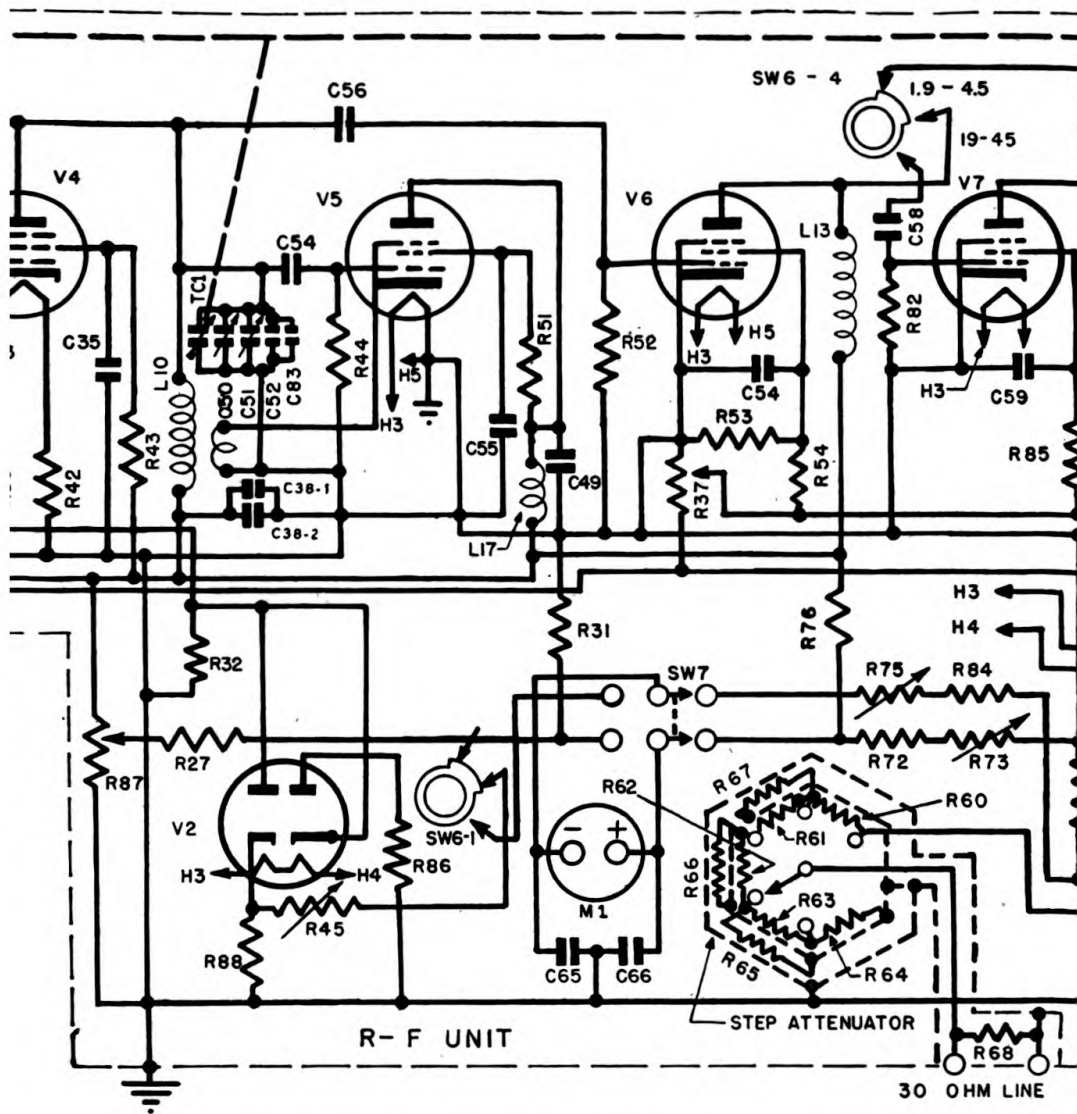 SW6 - 4
1.9 - 4.5
19-45
C56
V4
V5
V6
V7
C58
L13
C54
TC1
R82
C35
R44
R51
R52
H3
H5
H5
H3
H3
L10
C50
C51
C52
C83
C54
C59
R43
R42
C55
R53
R54
R37
R85
C49
C38-1
C38-2
L17
H3
H4
R31
R76
R32
SW7
R75
R84
R27
R87
R72
R73
R67
R62
R60
R61
V2
SW6-1
R86
R66
H3
H4
M1
R63
R45
R88
C65
C66
R65
R64
R-F UNIT
STEP ATTENUATOR
R68
30 OHM LINE